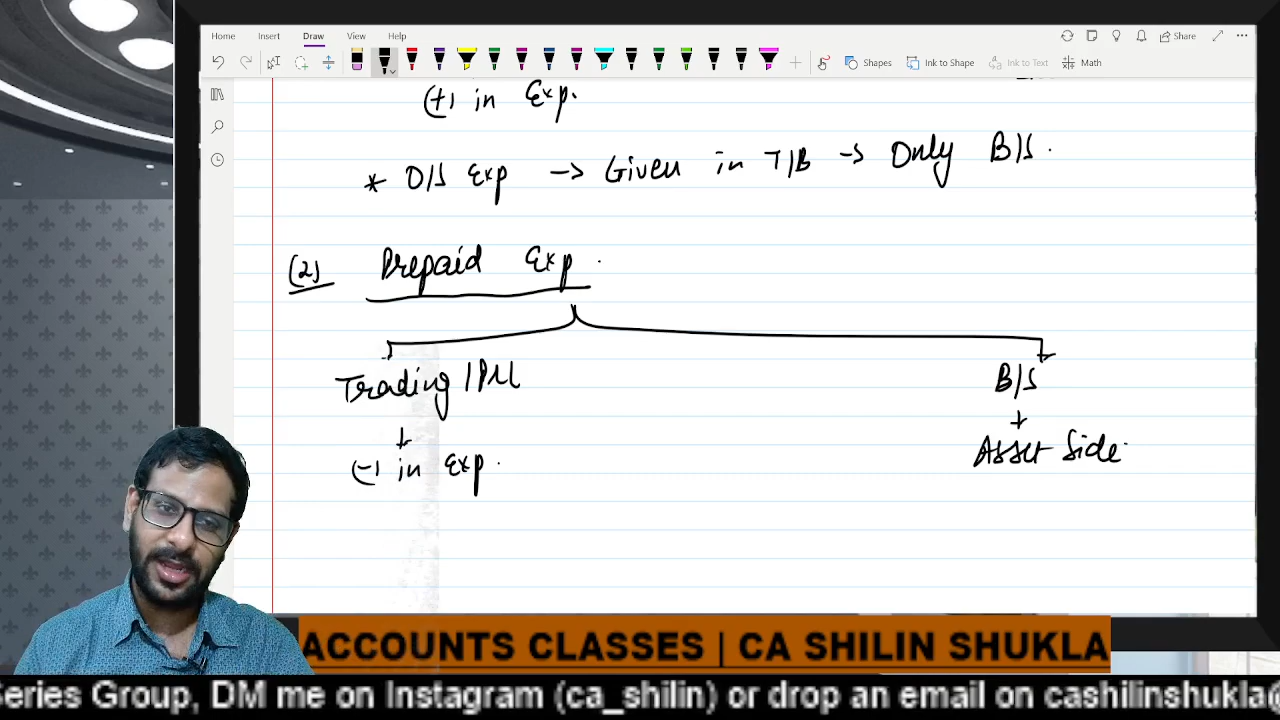 Home Insert Draw View Help
Share
Shapes Ink to Shape Ink to Text Math
(+) in Exp.
* O/S Exp -> Given in T/B -> Only B/S.
(2) Prepaid Exp.
Trading / P&L B/S
(-) in Exp. Asset Side.
ACCOUNTS CLASSES | CA SHILIN SHUKLA
Series Group, DM me on Instagram (ca_shilin) or drop an email on cashilinshukla@